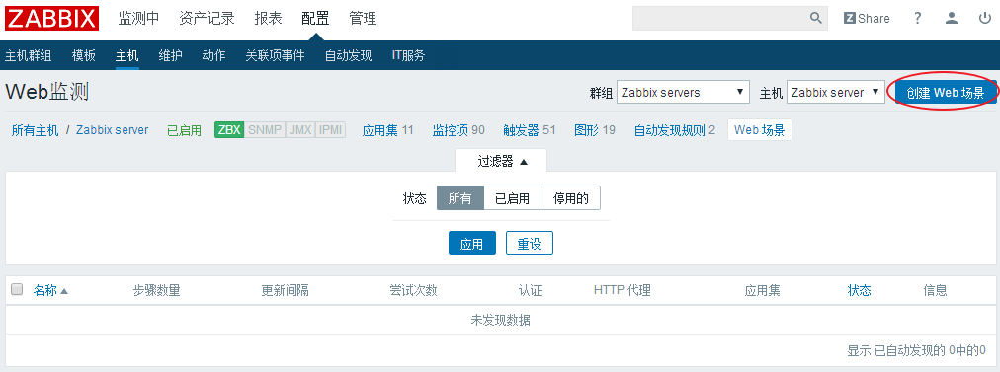 ZABBIX 监测中 资产记录 报表 配置 管理 Z Share ?
主机群组 模板 主机 维护 动作 关联项事件 自动发现 IT服务
Web监测 群组 Zabbix servers 主机 Zabbix server 创建 Web 场景
所有主机 / Zabbix server 已启用 ZBX SNMP JMX IPMI 应用集 11 监控项 90 触发器 51 图形 19 自动发现规则 2 Web 场景
过滤器
状态 所有 已启用 停用的
应用 重设
名称 步骤数量 更新间隔 尝试次数 认证 HTTP 代理 应用集 状态 信息
未发现数据
显示 已自动发现的 0中的0